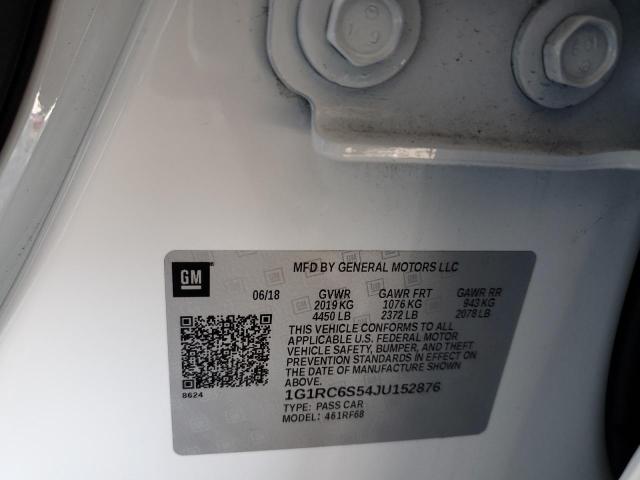 GM
MFD BY GENERAL MOTORS LLC
06/18 GVWR GAWR FRT GAWR RR
2019 KG 1076 KG 943 KG
4450 LB 2372 LB 2078 LB
THIS VEHICLE CONFORMS TO ALL
APPLICABLE U.S. FEDERAL MOTOR
VEHICLE SAFETY, BUMPER, AND THEFT
PREVENTION STANDARDS IN EFFECT ON
THE DATE OF MANUFACTURE SHOWN
ABOVE.
8624
1G1RC6S54JU152876
TYPE: PASS CAR
MODEL: 461RF68